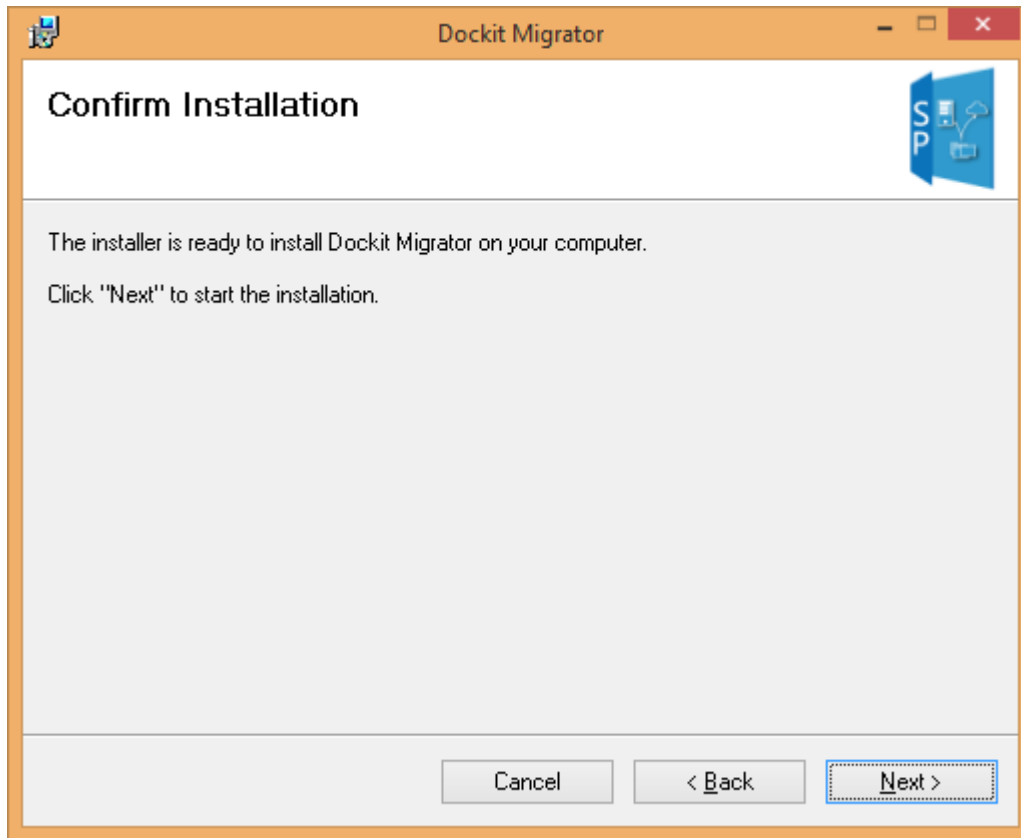 Dockit Migrator
Confirm Installation
S
P
The installer is ready to install Dockit Migrator on your computer.
Click "Next" to start the installation.
Cancel
< Back
Next >